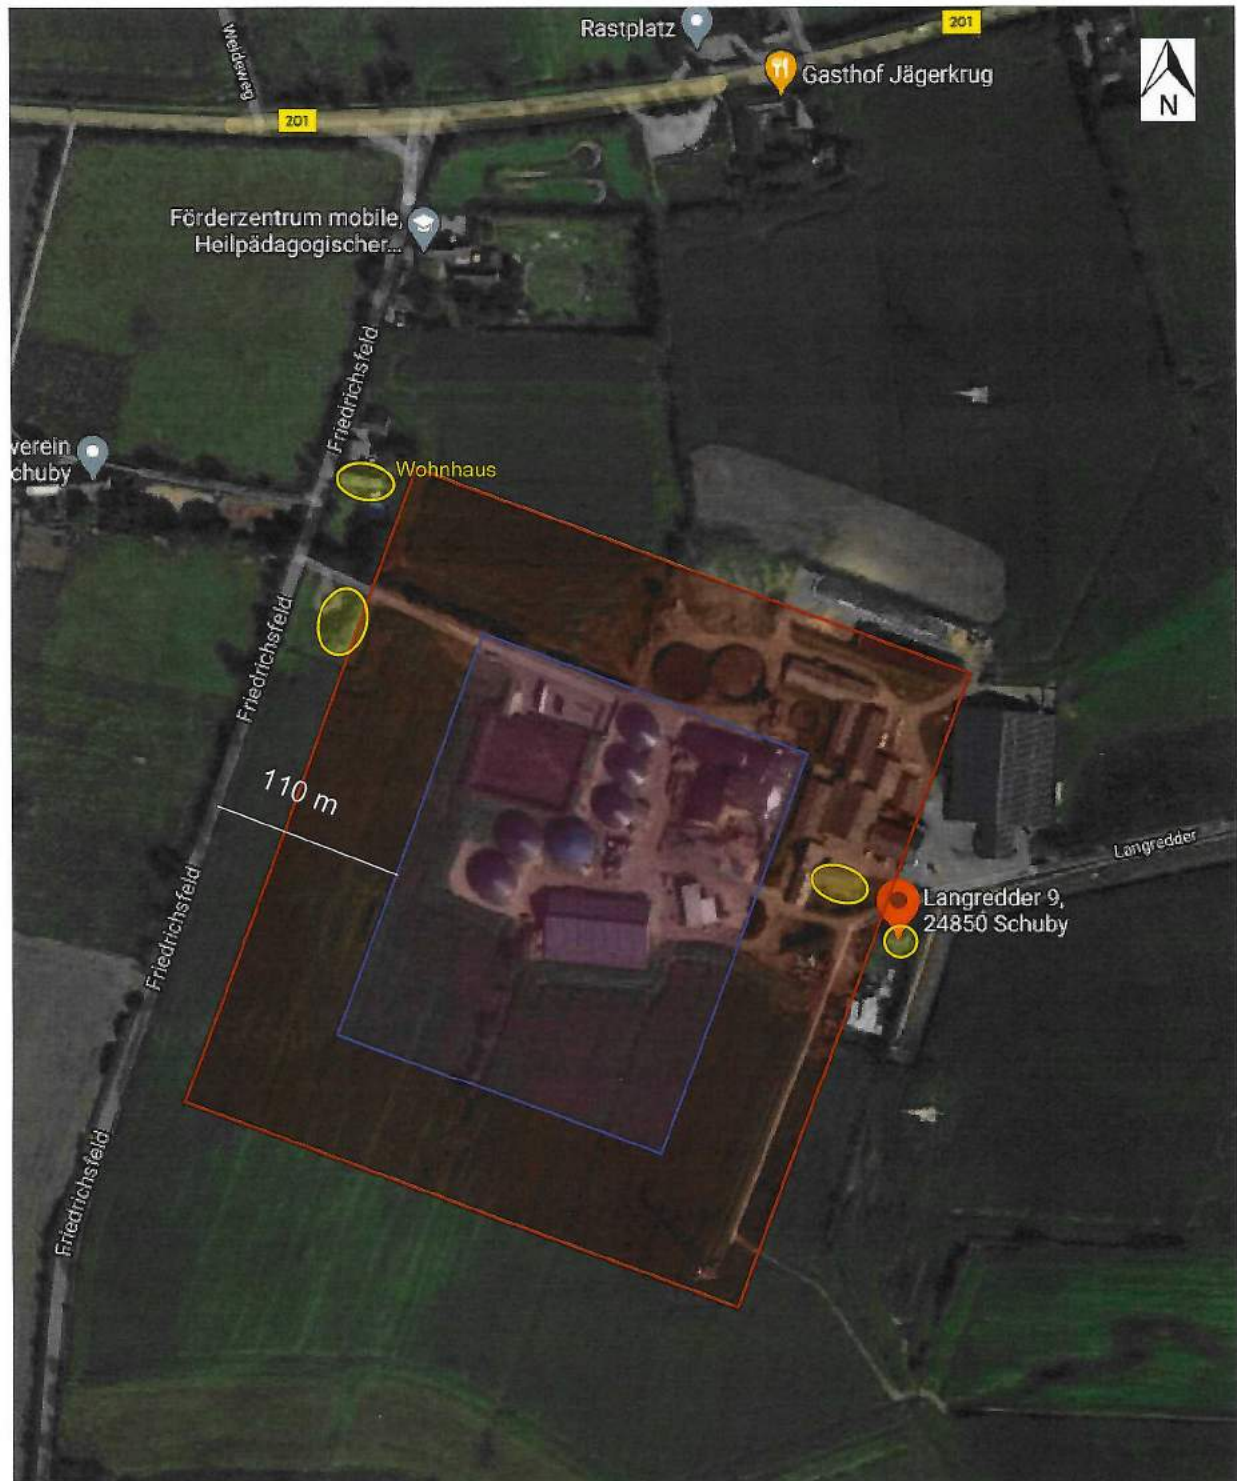 Rastplatz
201
Gasthof Jägerkrug
N
Weideweg
201
Förderzentrum mobile,
Heilpädagogischer...
Friedrichsfeld
verein
chuby
Wohnhaus
Friedrichsfeld
110 m
Langredder
Friedrichsfeld
Langredder 9,
24850 Schuby
Friedrichsfeld
Friedrichsfeld